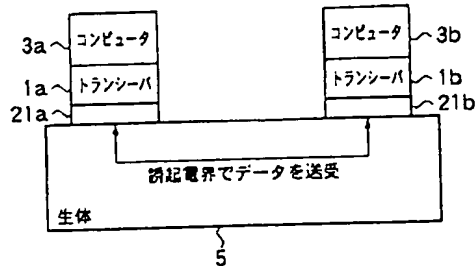 3a コンピュータ コンピュータ 3b
1a トランシーバ トランシーバ 1b
21a 21b
誘起電界でデータを送受
生体
5